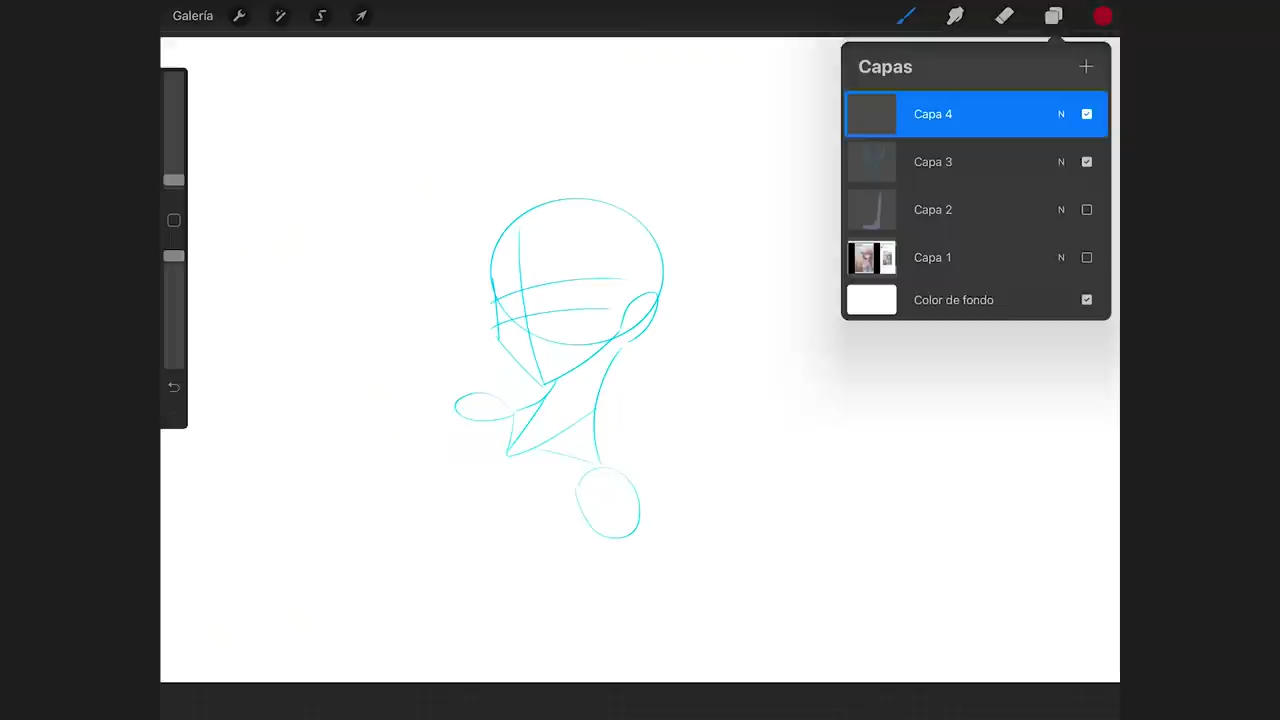 Galería
Capas
Capa 4 N
Capa 3 N
Capa 2 N
Capa 1 N
Color de fondo